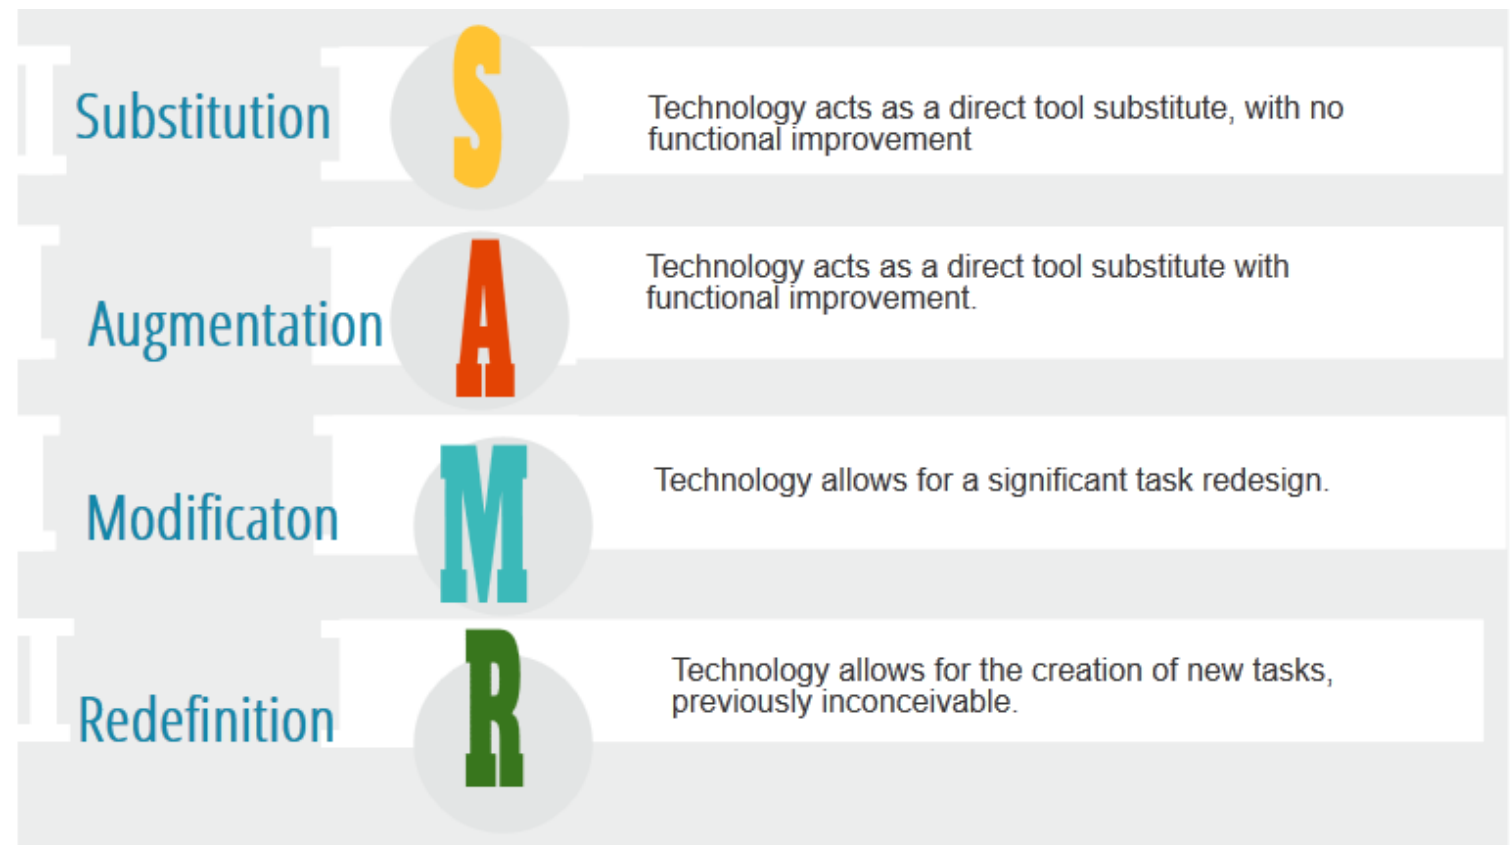 Substitution
S
Technology acts as a direct tool substitute, with no
functional improvement
Augmentation
A
Technology acts as a direct tool substitute with
functional improvement.
Modificaton
M
Technology allows for a significant task redesign.
Redefinition
R
Technology allows for the creation of new tasks,
previously inconceivable.